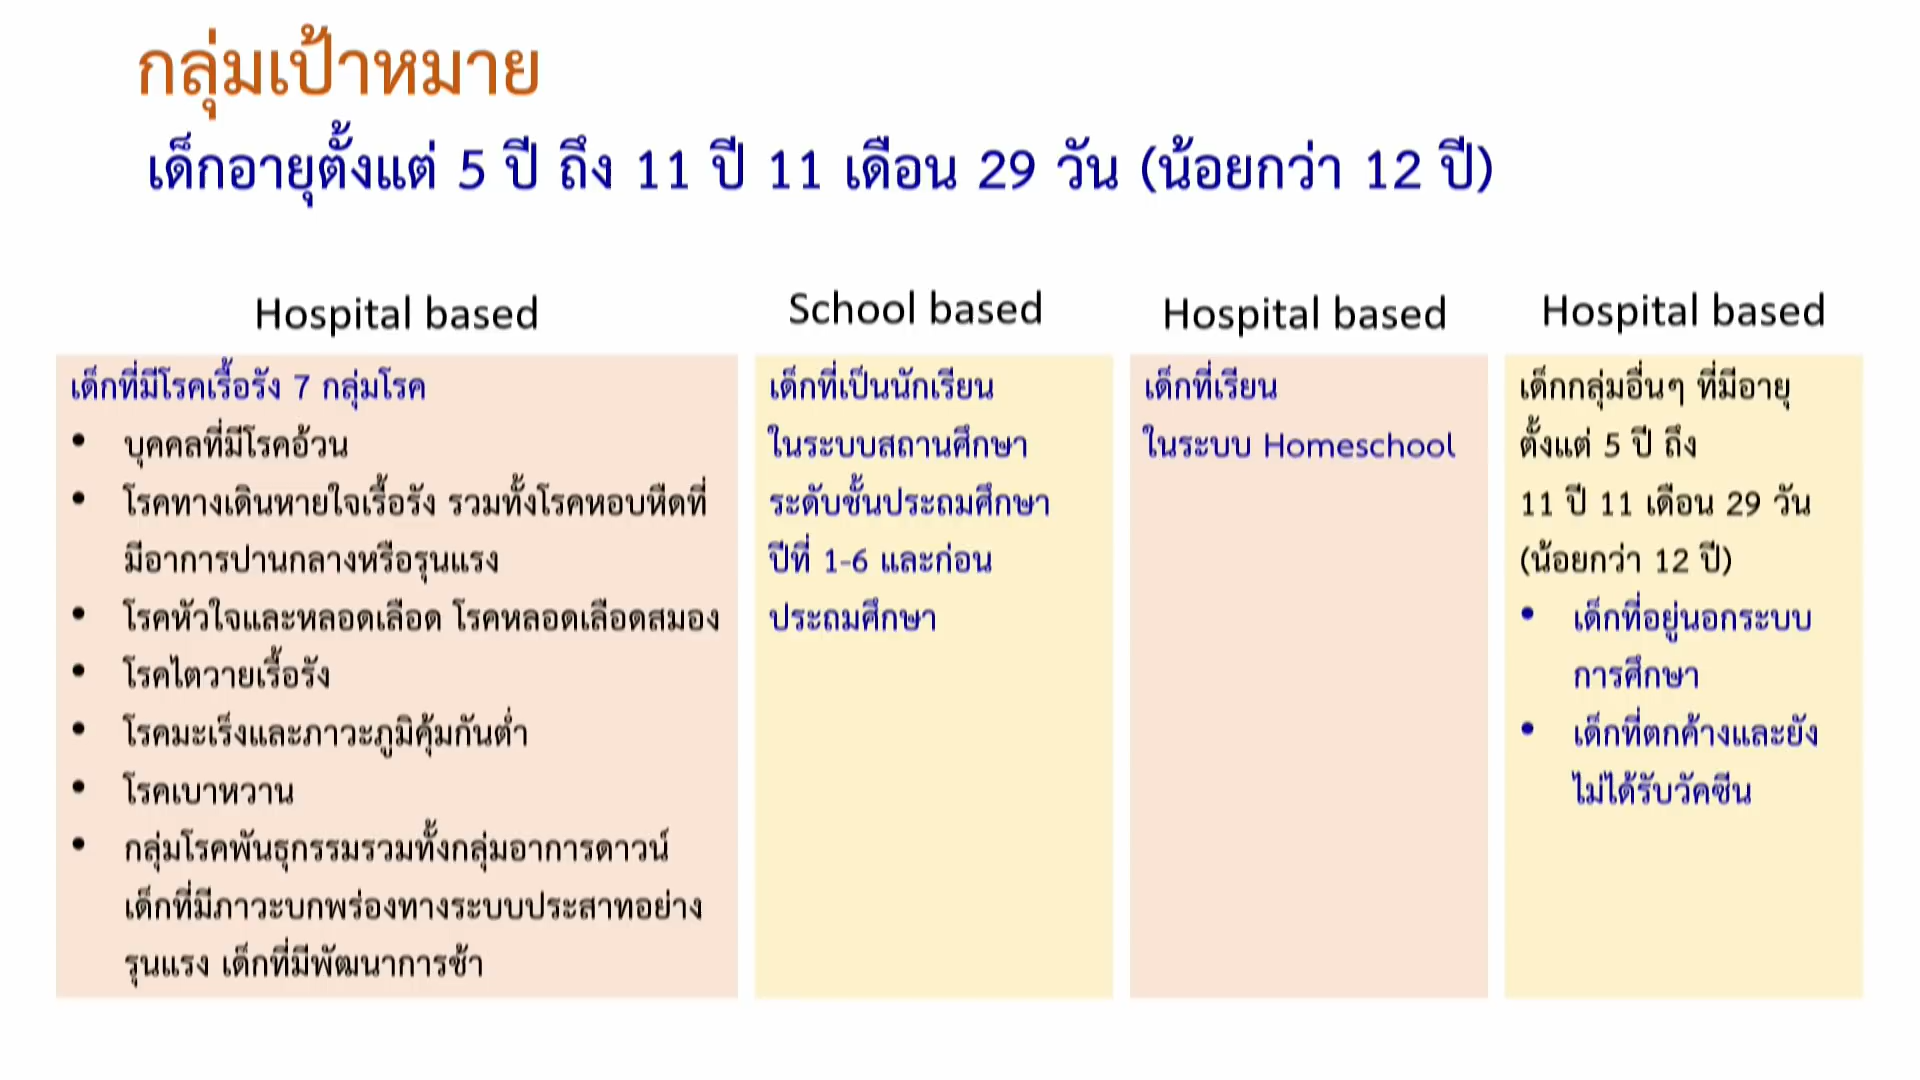 กลุ่มเป้าหมาย
เด็กอายุตั้งแต่ 5 ปี ถึง 11 ปี 11 เดือน 29 วัน (น้อยกว่า 12 ปี)
Hospital based
เด็กที่มีโรคเรื้อรัง 7 กลุ่มโรค
• บุคคลที่มีโรคอ้วน
• โรคทางเดินหายใจเรื้อรัง รวมทั้งโรคหอบหืดที่
มีอาการปานกลางหรือรุนแรง
• โรคหัวใจและหลอดเลือด โรคหลอดเลือดสมอง
• โรคไตวายเรื้อรัง
• โรคมะเร็งและภาวะภูมิคุ้มกันต่ำ
• โรคเบาหวาน
• กลุ่มโรคพันธุกรรมรวมทั้งกลุ่มอาการดาวน์
เด็กที่มีภาวะบกพร่องทางระบบประสาทอย่าง
รุนแรง เด็กที่มีพัฒนาการช้า
School based
เด็กที่เป็นนักเรียน
ในระบบสถานศึกษา
ระดับชั้นประถมศึกษา
ปีที่ 1-6 และก่อน
ประถมศึกษา
Hospital based
เด็กที่เรียน
ในระบบ Homeschool
Hospital based
เด็กกลุ่มอื่นๆ ที่มีอายุ
ตั้งแต่ 5 ปี ถึง
11 ปี 11 เดือน 29 วัน
(น้อยกว่า 12 ปี)
• เด็กที่อยู่นอกระบบ
การศึกษา
• เด็กที่ตกค้างและยัง
ไม่ได้รับวัคซีน